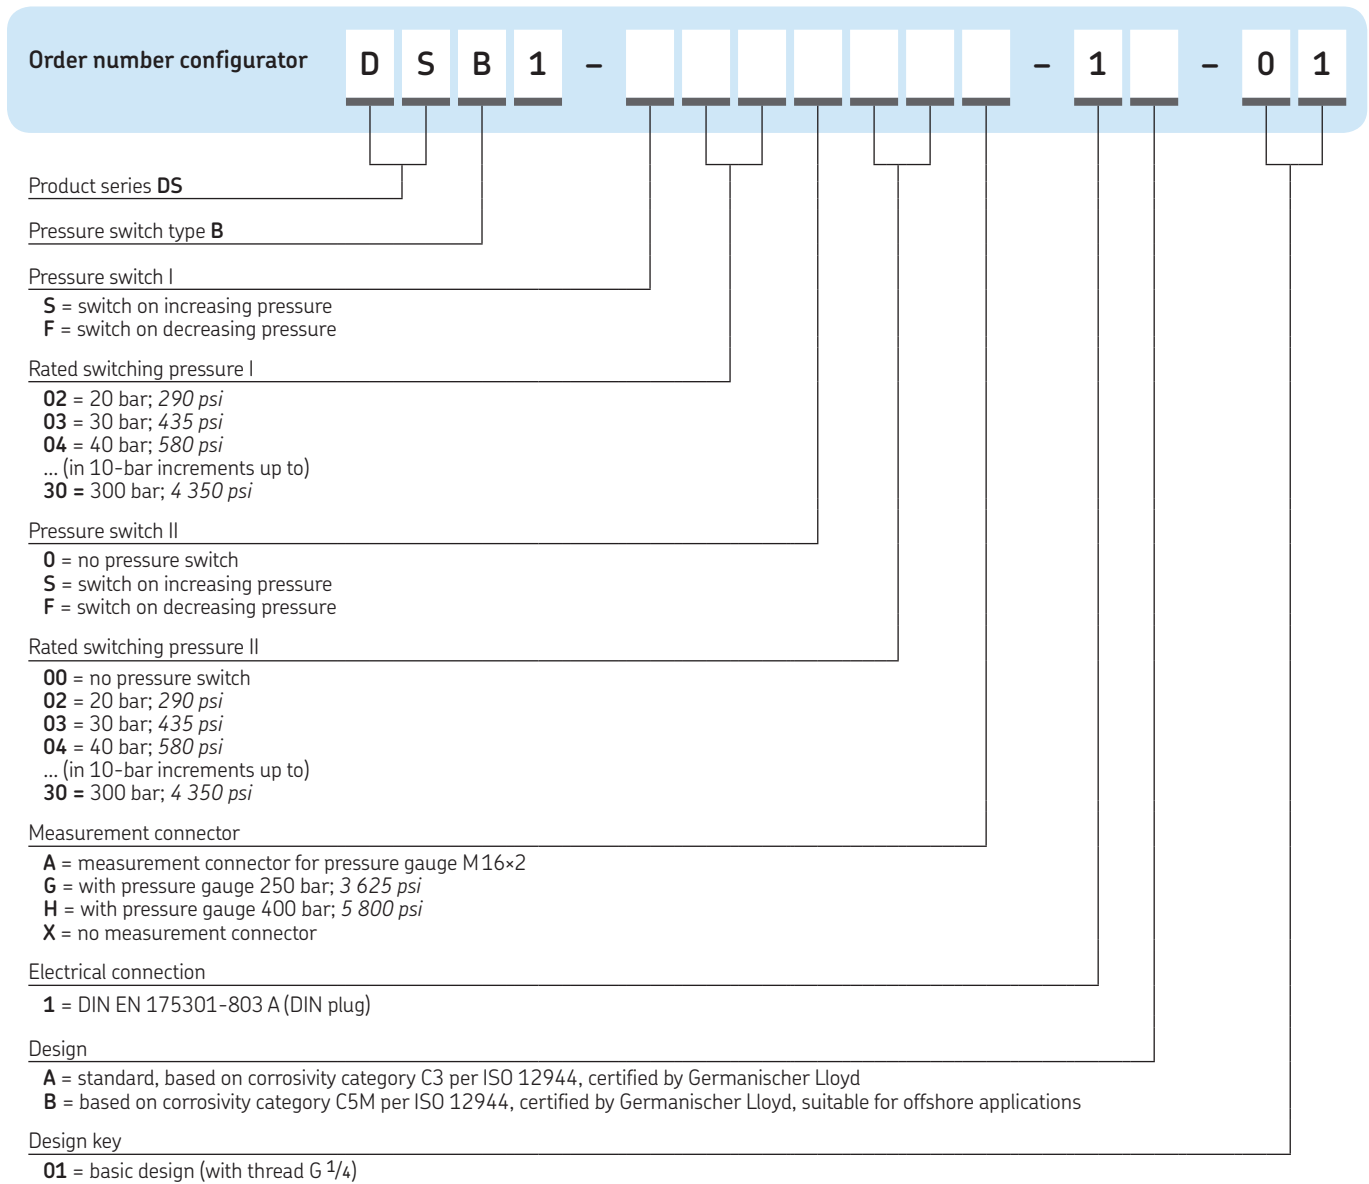 Order number configurator D S B 1 – – 1 – 0 1
Product series DS
Pressure switch type B
Pressure switch I
S = switch on increasing pressure
F = switch on decreasing pressure
Rated switching pressure I
02 = 20 bar; 290 psi
03 = 30 bar; 435 psi
04 = 40 bar; 580 psi
... (in 10-bar increments up to)
30 = 300 bar; 4 350 psi
Pressure switch II
0 = no pressure switch
S = switch on increasing pressure
F = switch on decreasing pressure
Rated switching pressure II
00 = no pressure switch
02 = 20 bar; 290 psi
03 = 30 bar; 435 psi
04 = 40 bar; 580 psi
... (in 10-bar increments up to)
30 = 300 bar; 4 350 psi
Measurement connector
A = measurement connector for pressure gauge M16×2
G = with pressure gauge 250 bar; 3 625 psi
H = with pressure gauge 400 bar; 5 800 psi
X = no measurement connector
Electrical connection
1 = DIN EN 175301-803 A (DIN plug)
Design
A = standard, based on corrosivity category C3 per ISO 12944, certified by Germanischer Lloyd
B = based on corrosivity category C5M per ISO 12944, certified by Germanischer Lloyd, suitable for offshore applications
Design key
01 = basic design (with thread G 1/4)